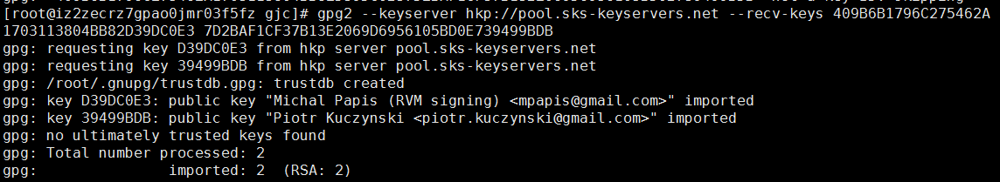 [root@iz2zecrz7gpao0jmr03f5fz gjc]# gpg2 --keyserver hkp://pool.sks-keyservers.net --recv-keys 409B6B1796C275462A
1703113804BB82D39DC0E3 7D2BAF1CF37B13E2069D6956105BD0E739499BDB
gpg: requesting key D39DC0E3 from hkp server pool.sks-keyservers.net
gpg: requesting key 39499BDB from hkp server pool.sks-keyservers.net
gpg: /root/.gnupg/trustdb.gpg: trustdb created
gpg: key D39DC0E3: public key "Michal Papis (RVM signing) <mpapis@gmail.com>" imported
gpg: key 39499BDB: public key "Piotr Kuczynski <piotr.kuczynski@gmail.com>" imported
gpg: no ultimately trusted keys found
gpg: Total number processed: 2
gpg:               imported: 2  (RSA: 2)